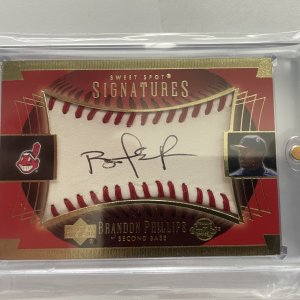 SWEET SPOT
SIGNATURES
BRANDON PHILLIPS
SECOND BASE